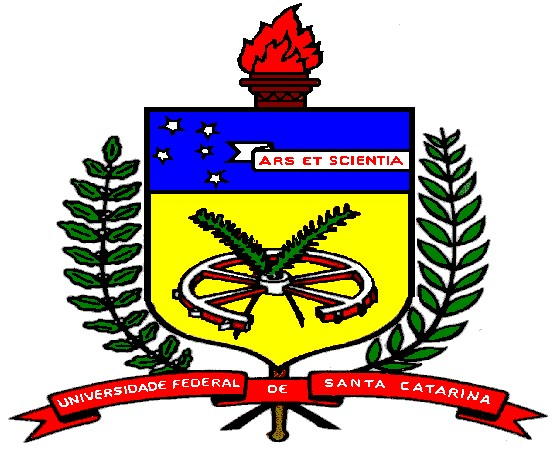 ARS ET SCIENTIA
UNIVERSIDADE FEDERAL DE SANTA CATARINA